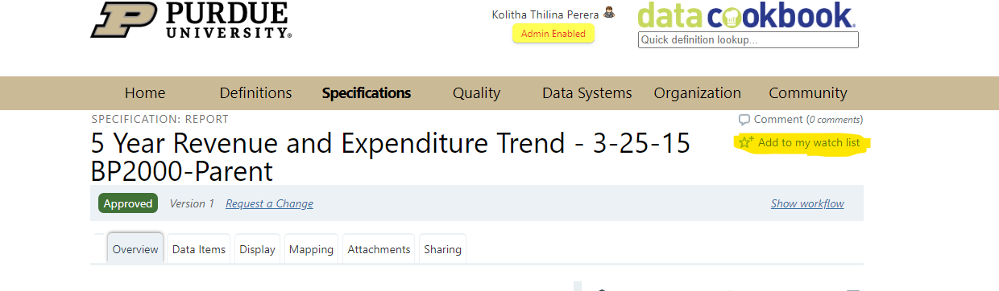 PURDUE
UNIVERSITY®
Kolitha Thilina Perera
Admin Enabled
data cookbook.
Quick definition lookup...
Home Definitions Specifications Quality Data Systems Organization Community
SPECIFICATION: REPORT
Comment (0 comments)
5 Year Revenue and Expenditure Trend - 3-25-15
BP2000-Parent
Add to my watch list
Approved Version 1 Request a Change Show workflow
Overview Data Items Display Mapping Attachments Sharing